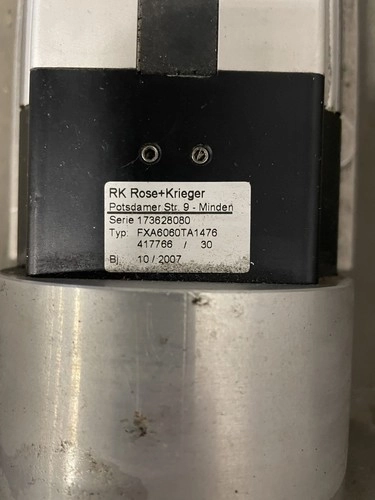 RK Rose+Krieger
Potsdamer Str. 9 - Minden
Serie 173628080
Typ: FXA6060TA1476
417766 / 30
Bj. 10/2007